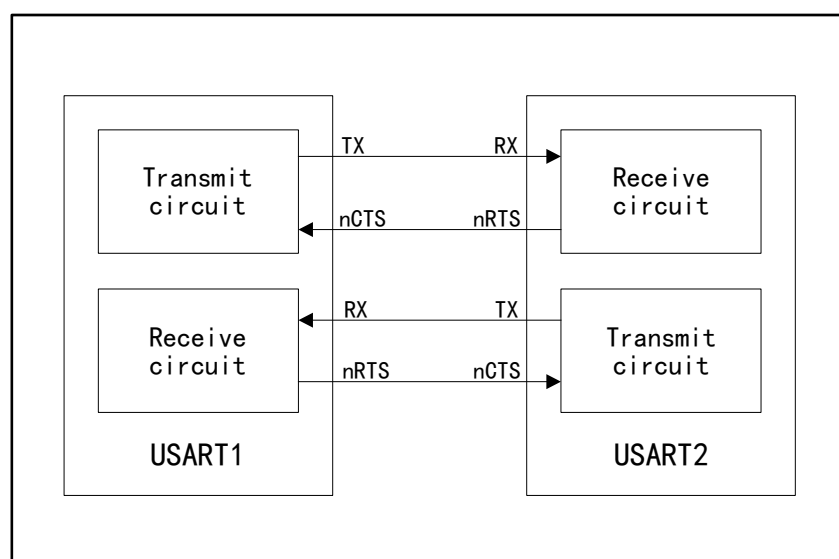 TX RX
Transmit
circuit
Receive
circuit
nCTS nRTS
RX TX
Receive
circuit
Transmit
circuit
nRTS nCTS
USART1 USART2